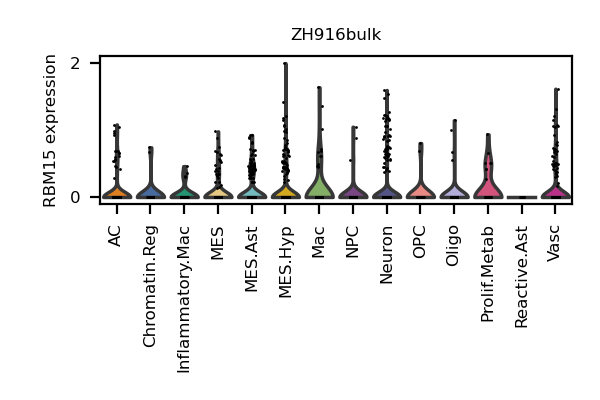 ZH916bulk
RBM15 expression
2
0
AC
Chromatin.Reg
Inflammatory.Mac
MES
MES.Ast
MES.Hyp
Mac
NPC
Neuron
OPC
Oligo
Prolif.Metab
Reactive.Ast
Vasc